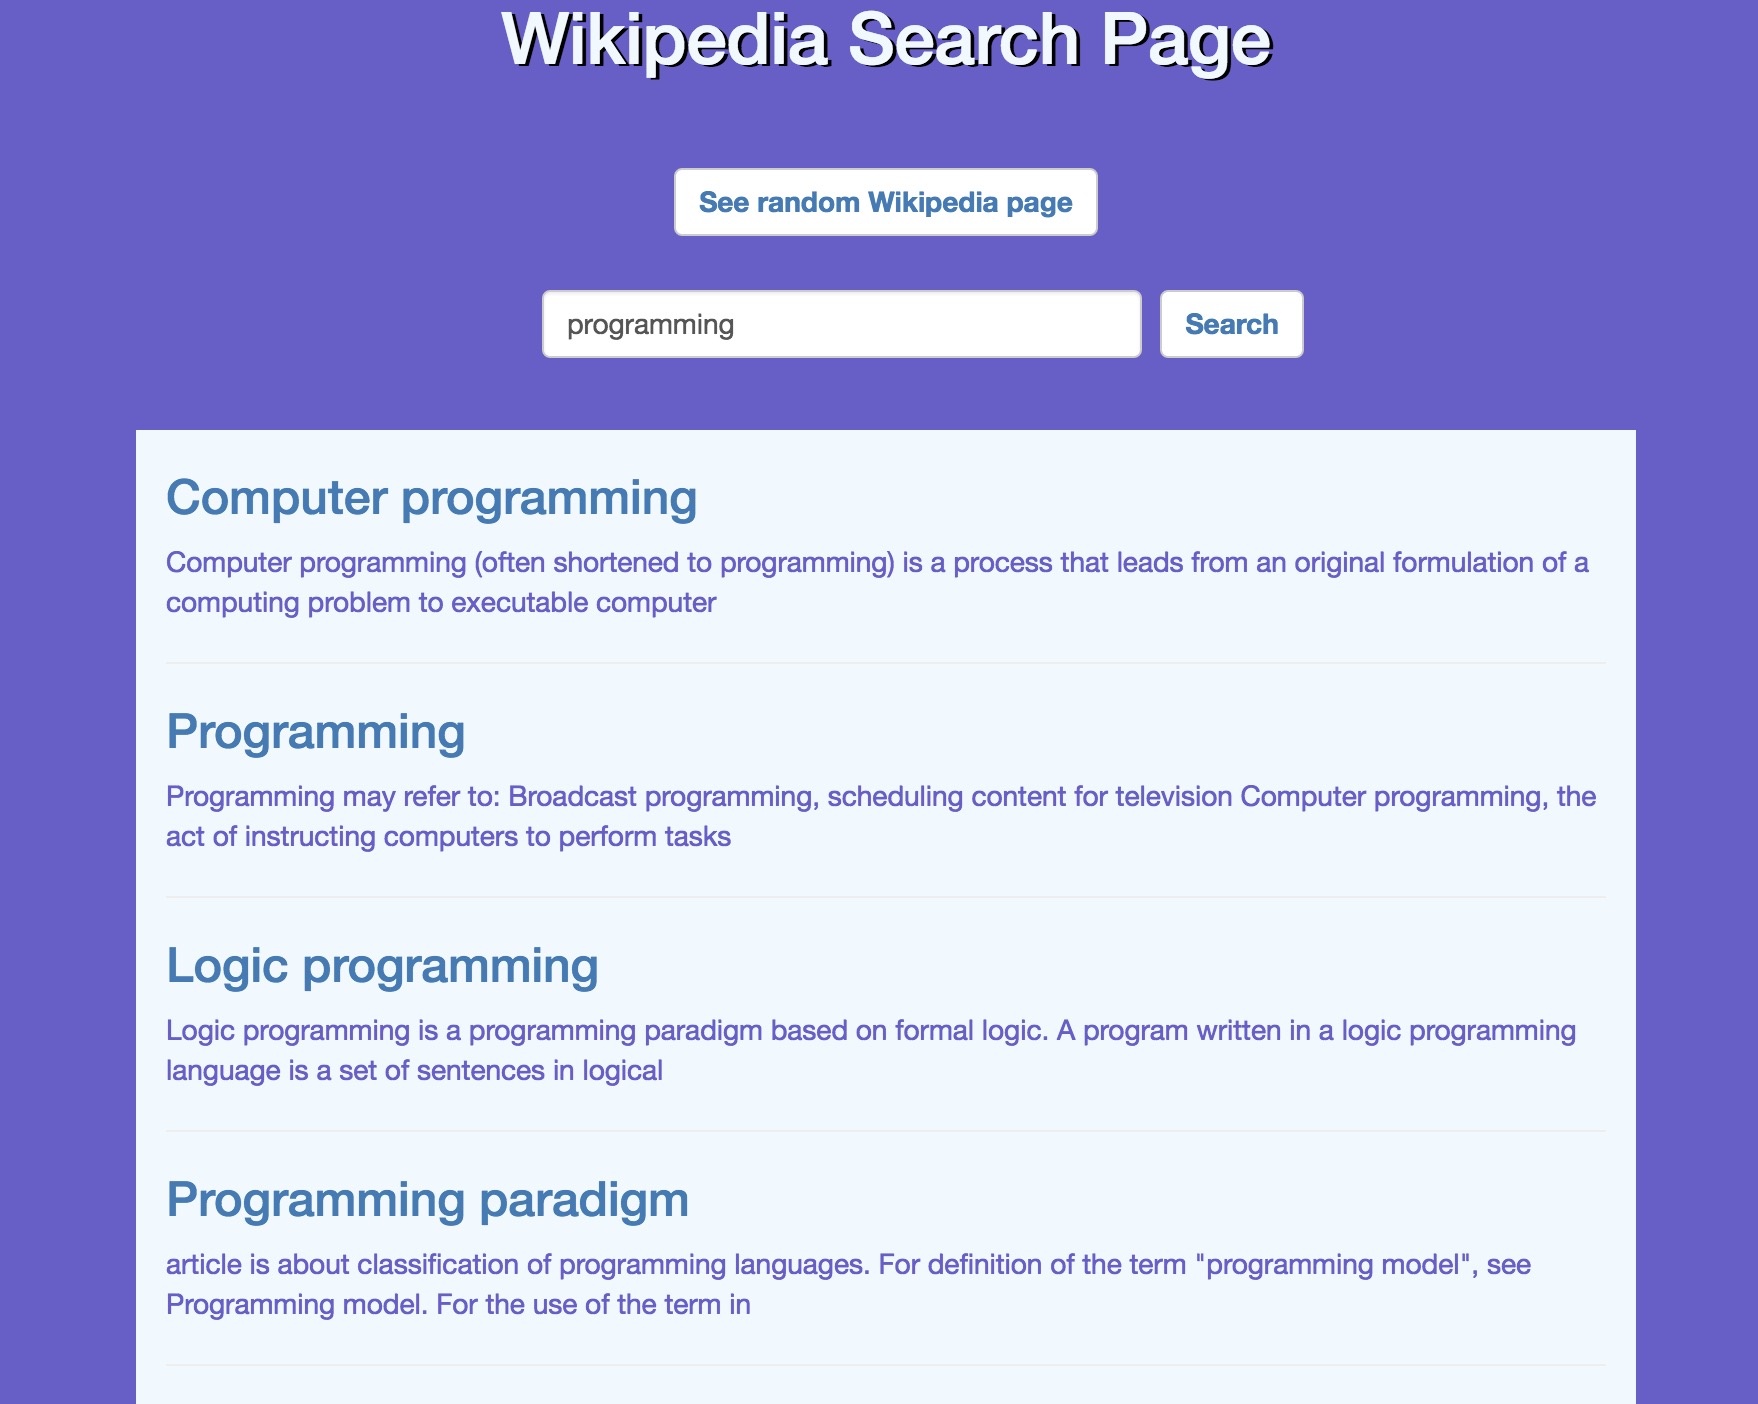 Wikipedia Search Page
See random Wikipedia page
programming
Search
Computer programming
Computer programming (often shortened to programming) is a process that leads from an original formulation of a
computing problem to executable computer
Programming
Programming may refer to: Broadcast programming, scheduling content for television Computer programming, the
act of instructing computers to perform tasks
Logic programming
Logic programming is a programming paradigm based on formal logic. A program written in a logic programming
language is a set of sentences in logical
Programming paradigm
article is about classification of programming languages. For definition of the term "programming model", see
Programming model. For the use of the term in